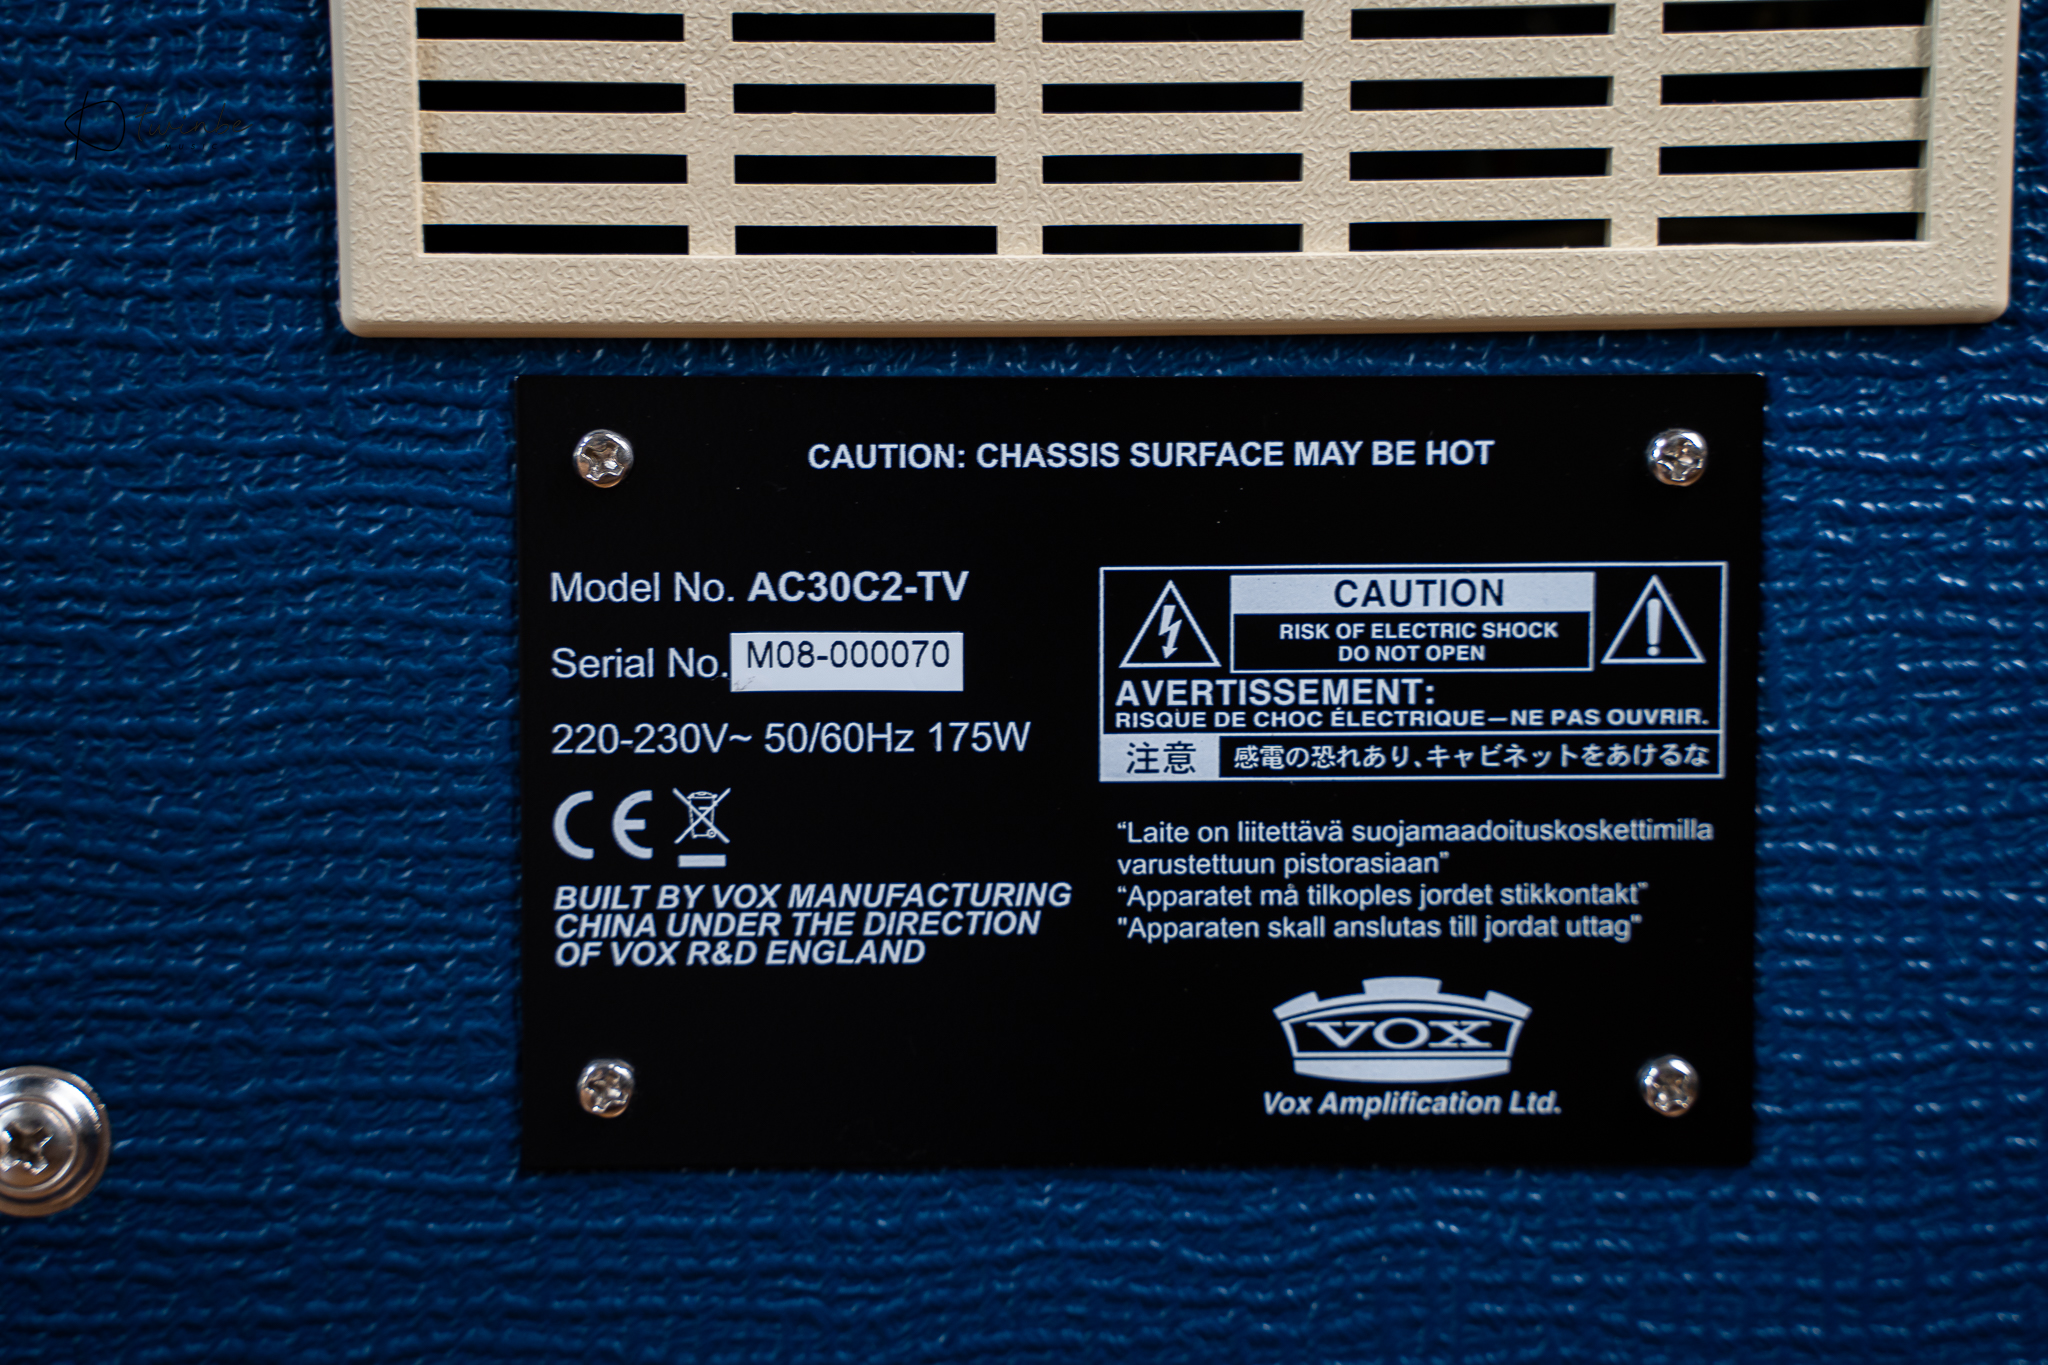 CAUTION: CHASSIS SURFACE MAY BE HOT
Model No. AC30C2-TV
Serial No. M08-000070
220-230V~ 50/60Hz 175W
CE
BUILT BY VOX MANUFACTURING
CHINA UNDER THE DIRECTION
OF VOX R&D ENGLAND
CAUTION
RISK OF ELECTRIC SHOCK
DO NOT OPEN
AVERTISSEMENT:
RISQUE DE CHOC ÉLECTRIQUE—NE PAS OUVRIR.
注意 感電の恐れあり、キャビネットをあけるな
“Laite on liitettävä suojamaadoituskoskettimilla
varustettuun pistorasiaan”
“Apparatet må tilkoples jordet stikkontakt”
"Apparaten skall anslutas till jordat uttag"
VOX
Vox Amplification Ltd.